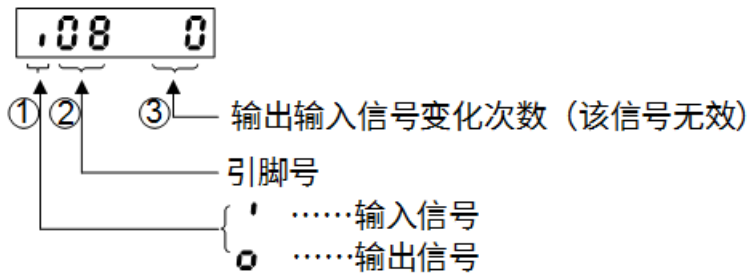 ı08 0
① ② ③ 输出输入信号变化次数（该信号无效）
引脚号
ı ……输入信号
o ……输出信号